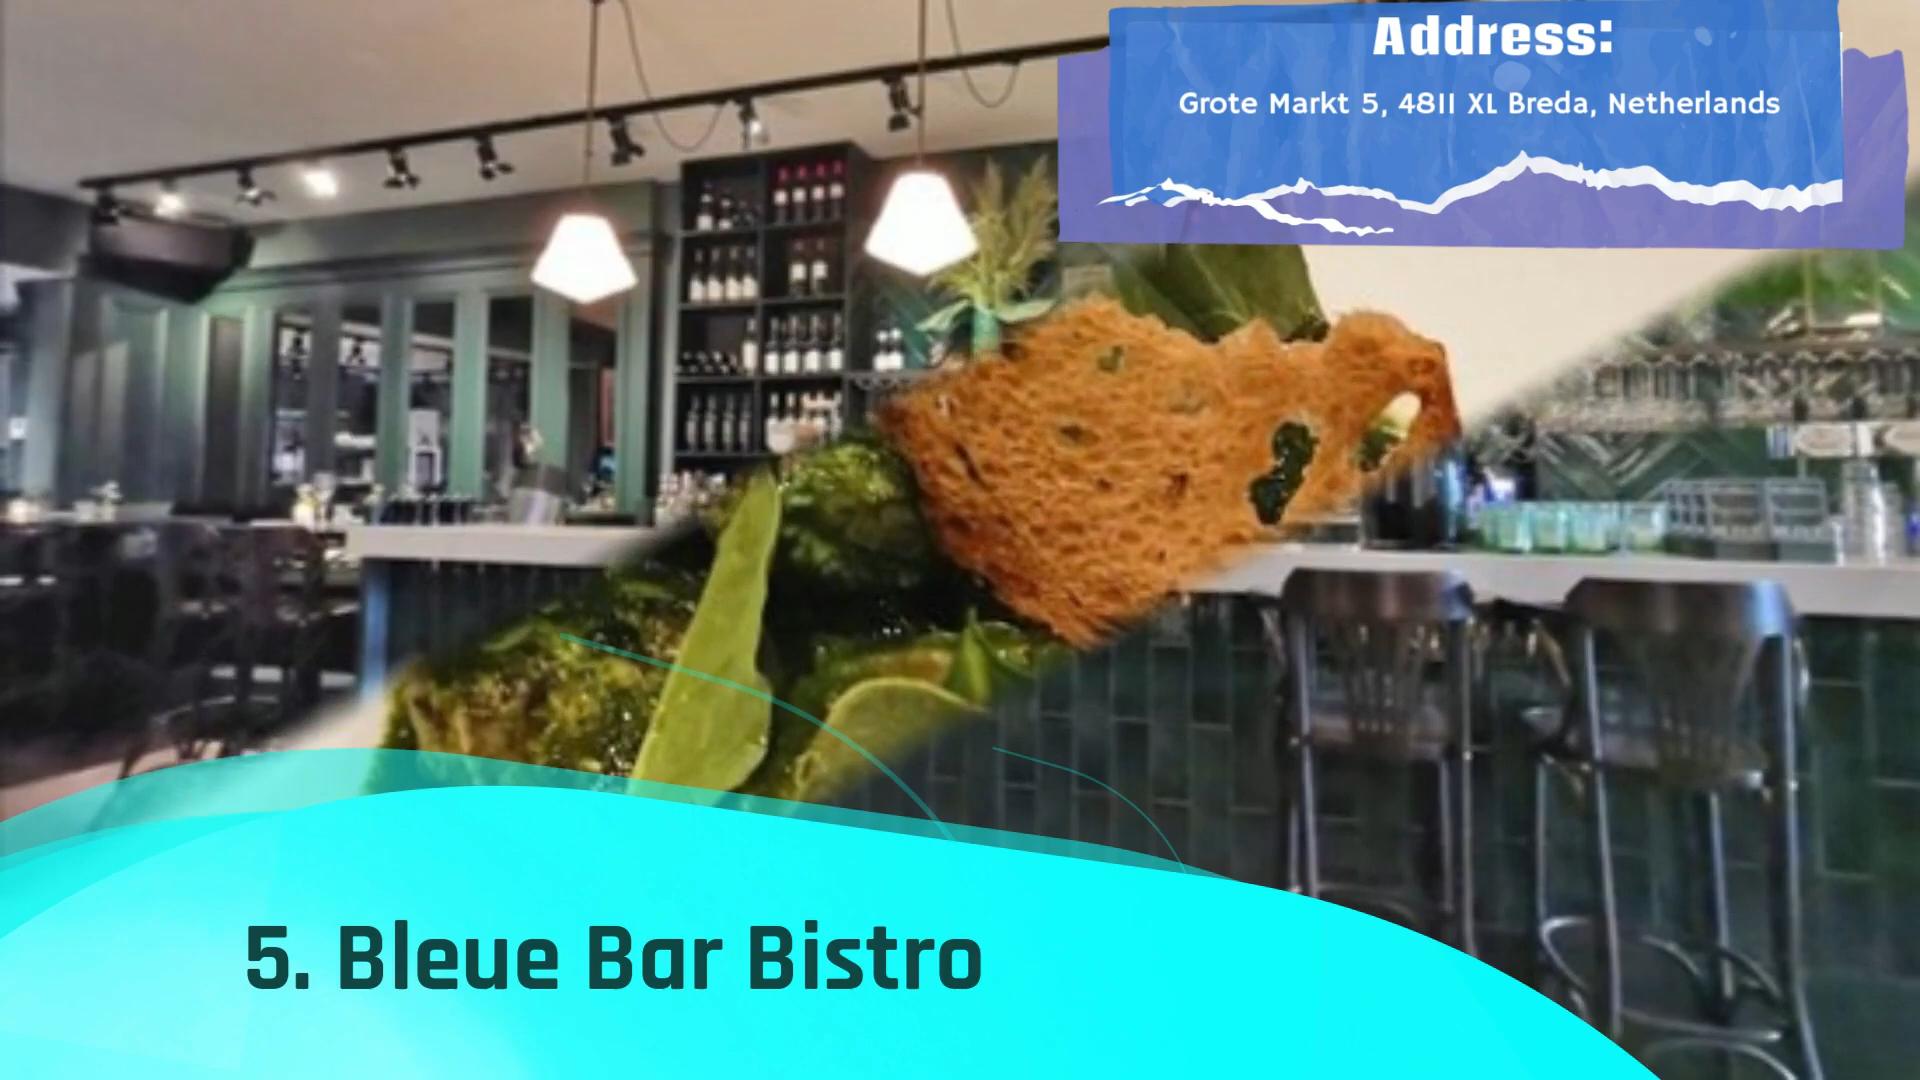 Address:
Grote Markt 5, 4811 XL Breda, Netherlands
5. Bleue Bar Bistro